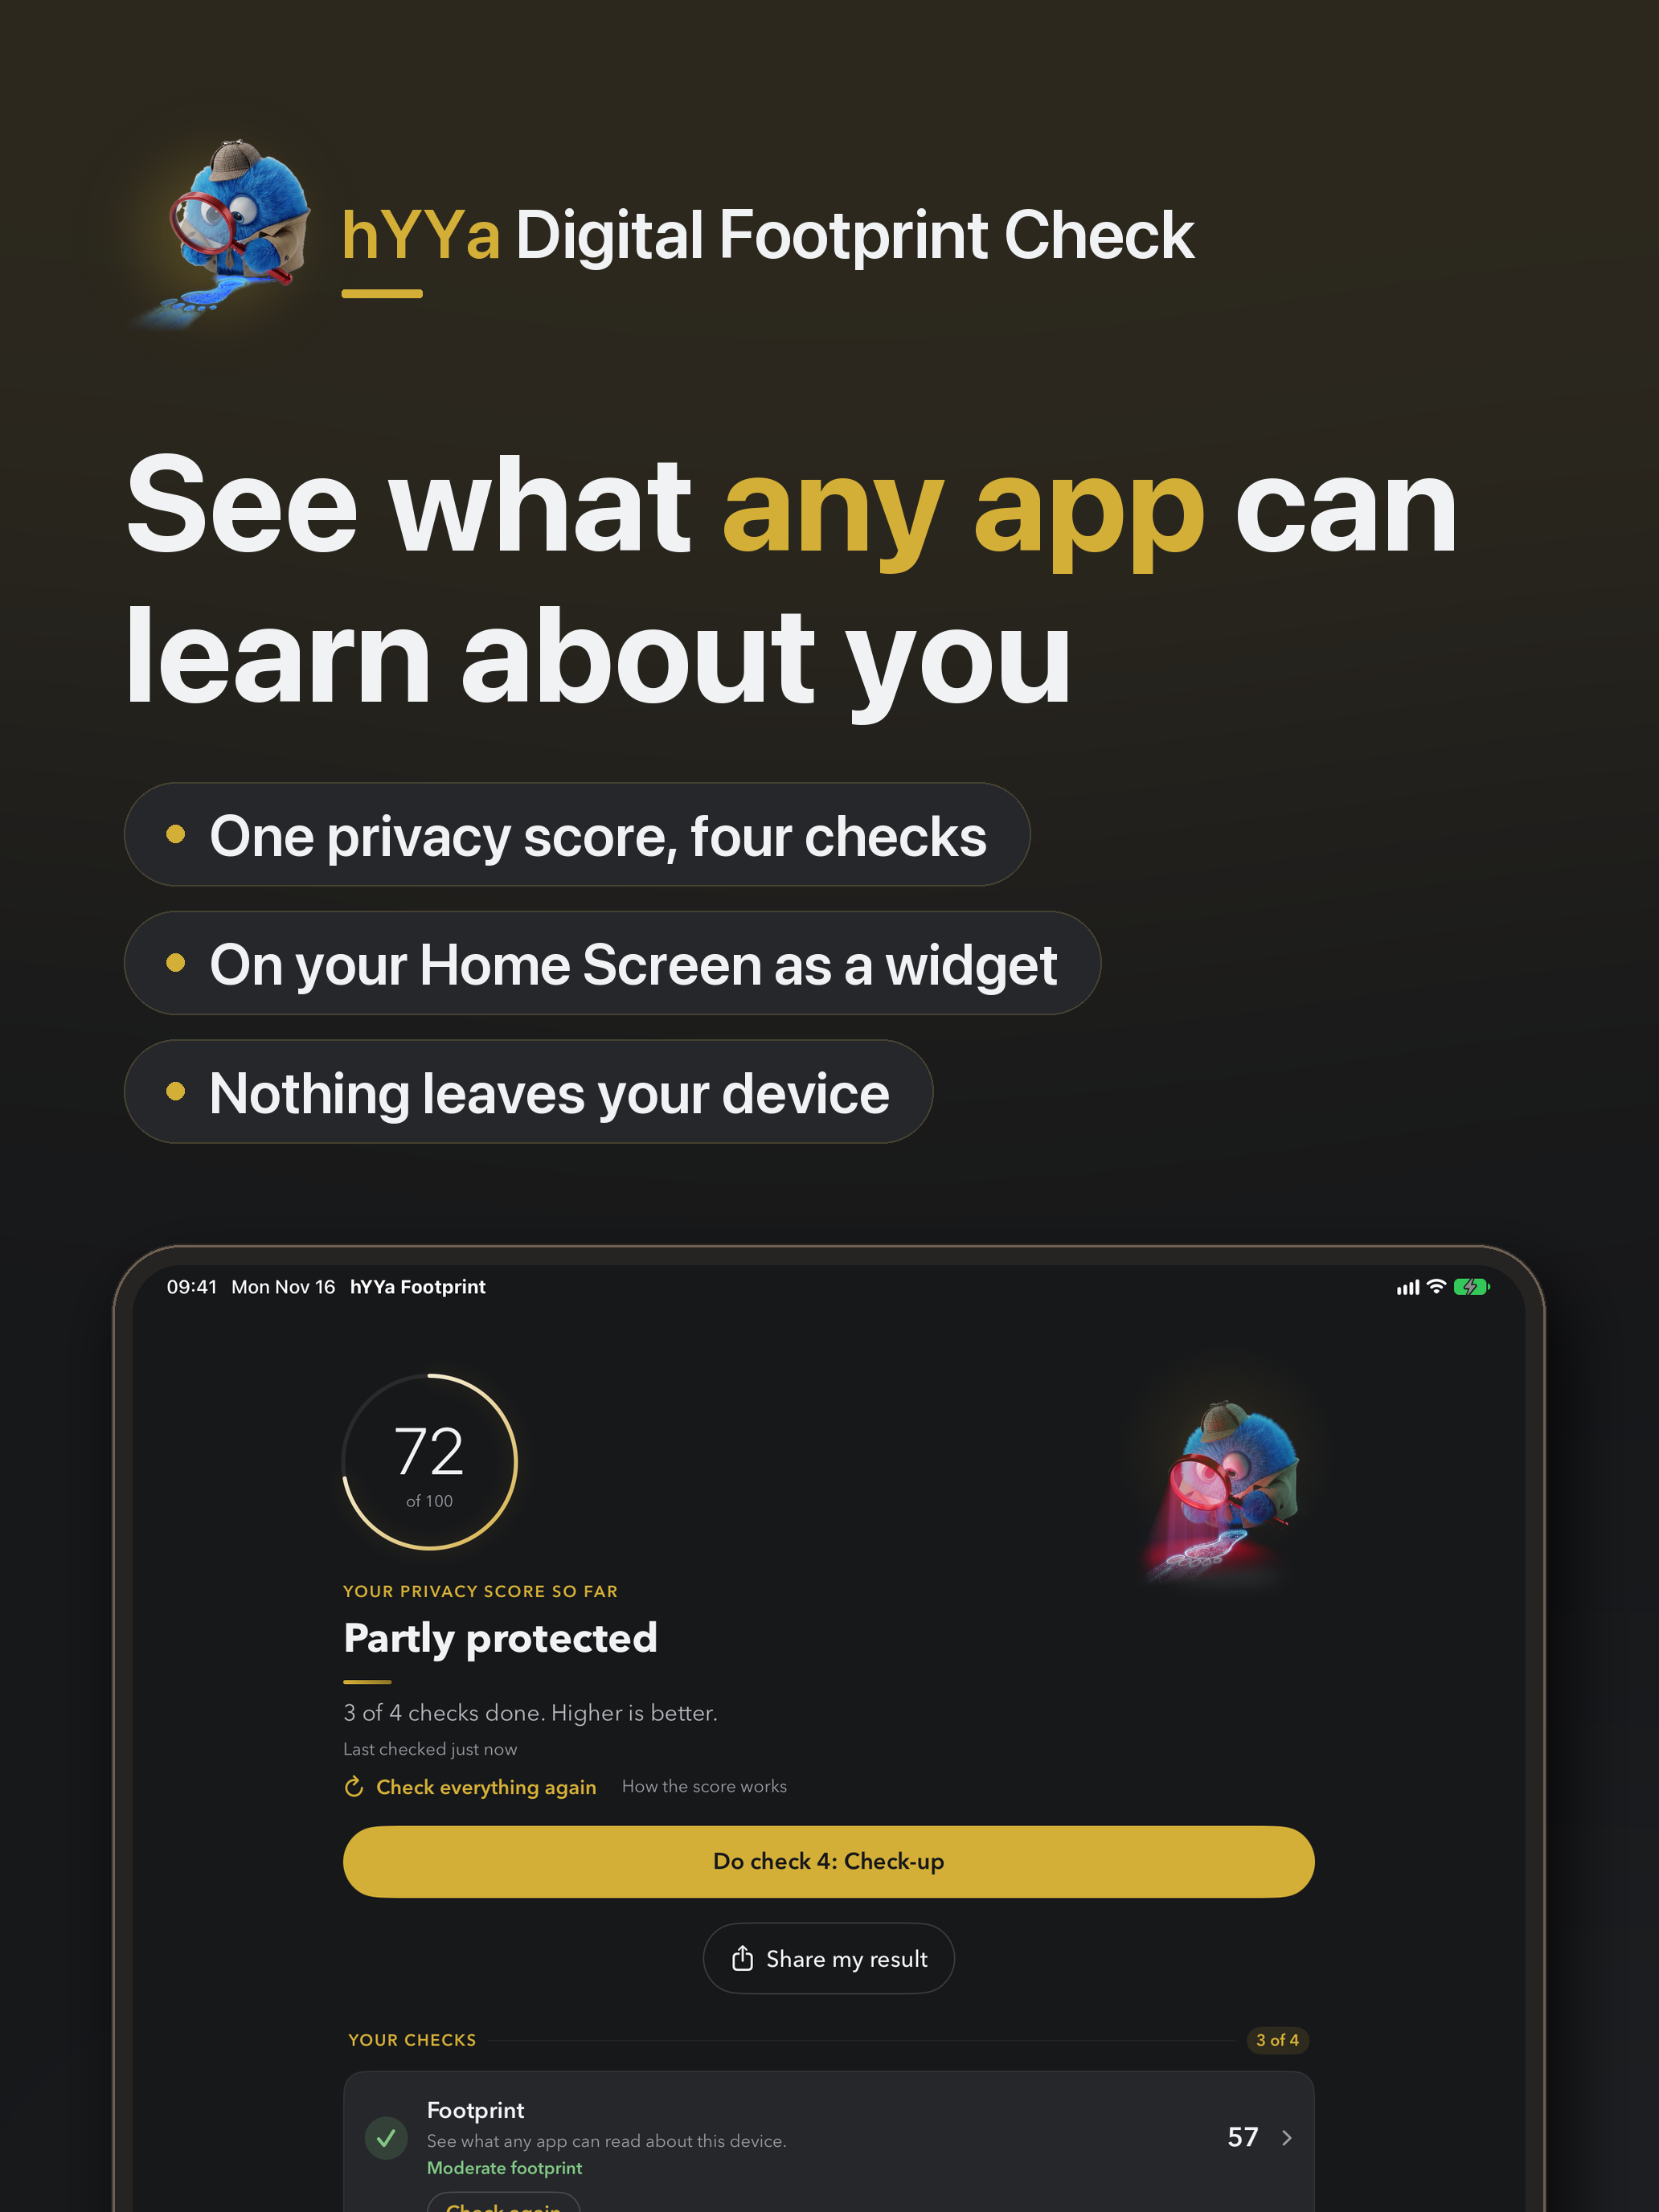 hYYa Digital Footprint Check
See what any app can
learn about you
One privacy score, four checks
On your Home Screen as a widget
Nothing leaves your device
09:41 Mon Nov 16 hYYa Footprint
72
of 100
YOUR PRIVACY SCORE SO FAR
Partly protected
3 of 4 checks done. Higher is better.
Last checked just now
Check everything again How the score works
Do check 4: Check-up
Share my result
YOUR CHECKS 3 of 4
Footprint
See what any app can read about this device.
57
Moderate footprint
Check again